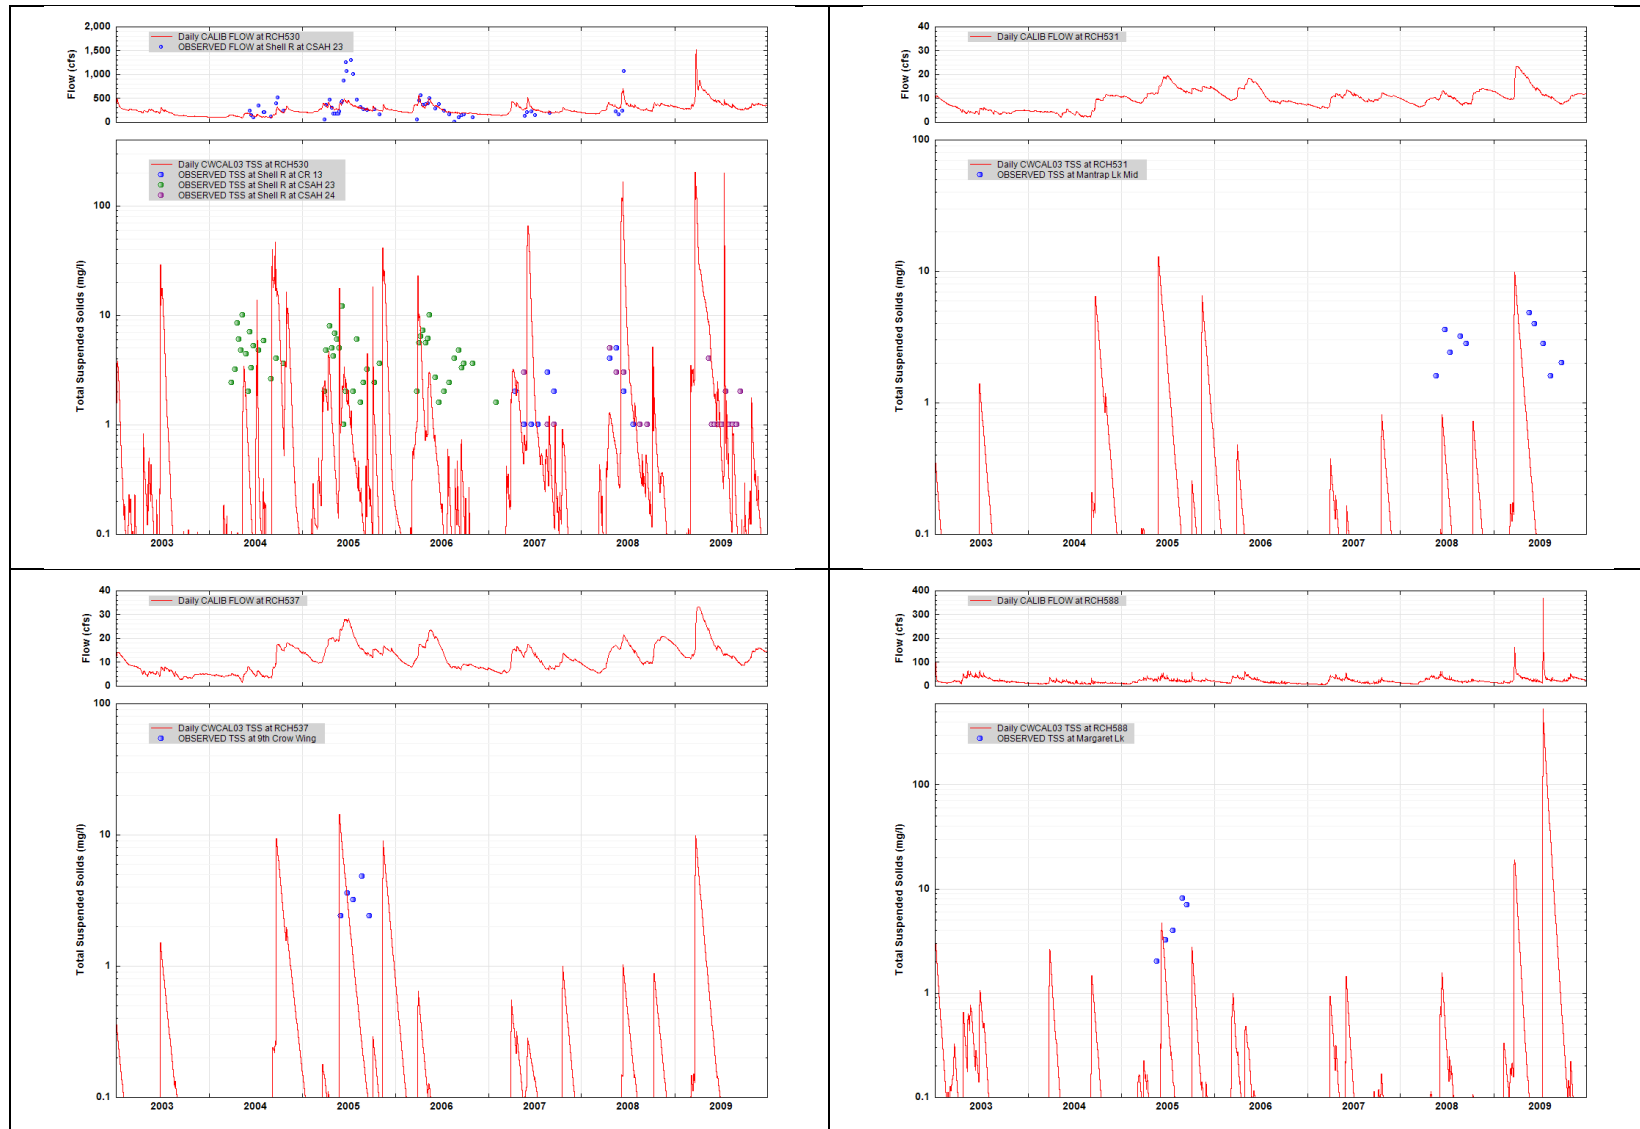 2,000
1,500
1,000
500
0
Flow (cfs)
Daily CALIB FLOW at RCH530
OBSERVED FLOW at Shell R at CSAH 23
100
10
1
0.1
Total Suspended Solids (mg/l)
Daily CWCAL03 TSS at RCH530
OBSERVED TSS at Shell R at CR 13
OBSERVED TSS at Shell R at CSAH 23
OBSERVED TSS at Shell R at CSAH 24
2003 2004 2005 2006 2007 2008 2009
40
30
20
10
0
Flow (cfs)
Daily CALIB FLOW at RCH531
100
10
1
0.1
Total Suspended Solids (mg/l)
Daily CWCAL03 TSS at RCH531
OBSERVED TSS at Mantrap Lk Mid
2003 2004 2005 2006 2007 2008 2009
40
30
20
10
0
Flow (cfs)
Daily CALIB FLOW at RCH537
100
10
1
0.1
Total Suspended Solids (mg/l)
Daily CWCAL03 TSS at RCH537
OBSERVED TSS at 9th Crow Wing
2003 2004 2005 2006 2007 2008 2009
400
300
200
100
0
Flow (cfs)
Daily CALIB FLOW at RCH588
100
10
1
0.1
Total Suspended Solids (mg/l)
Daily CWCAL03 TSS at RCH588
OBSERVED TSS at Margaret Lk
2003 2004 2005 2006 2007 2008 2009